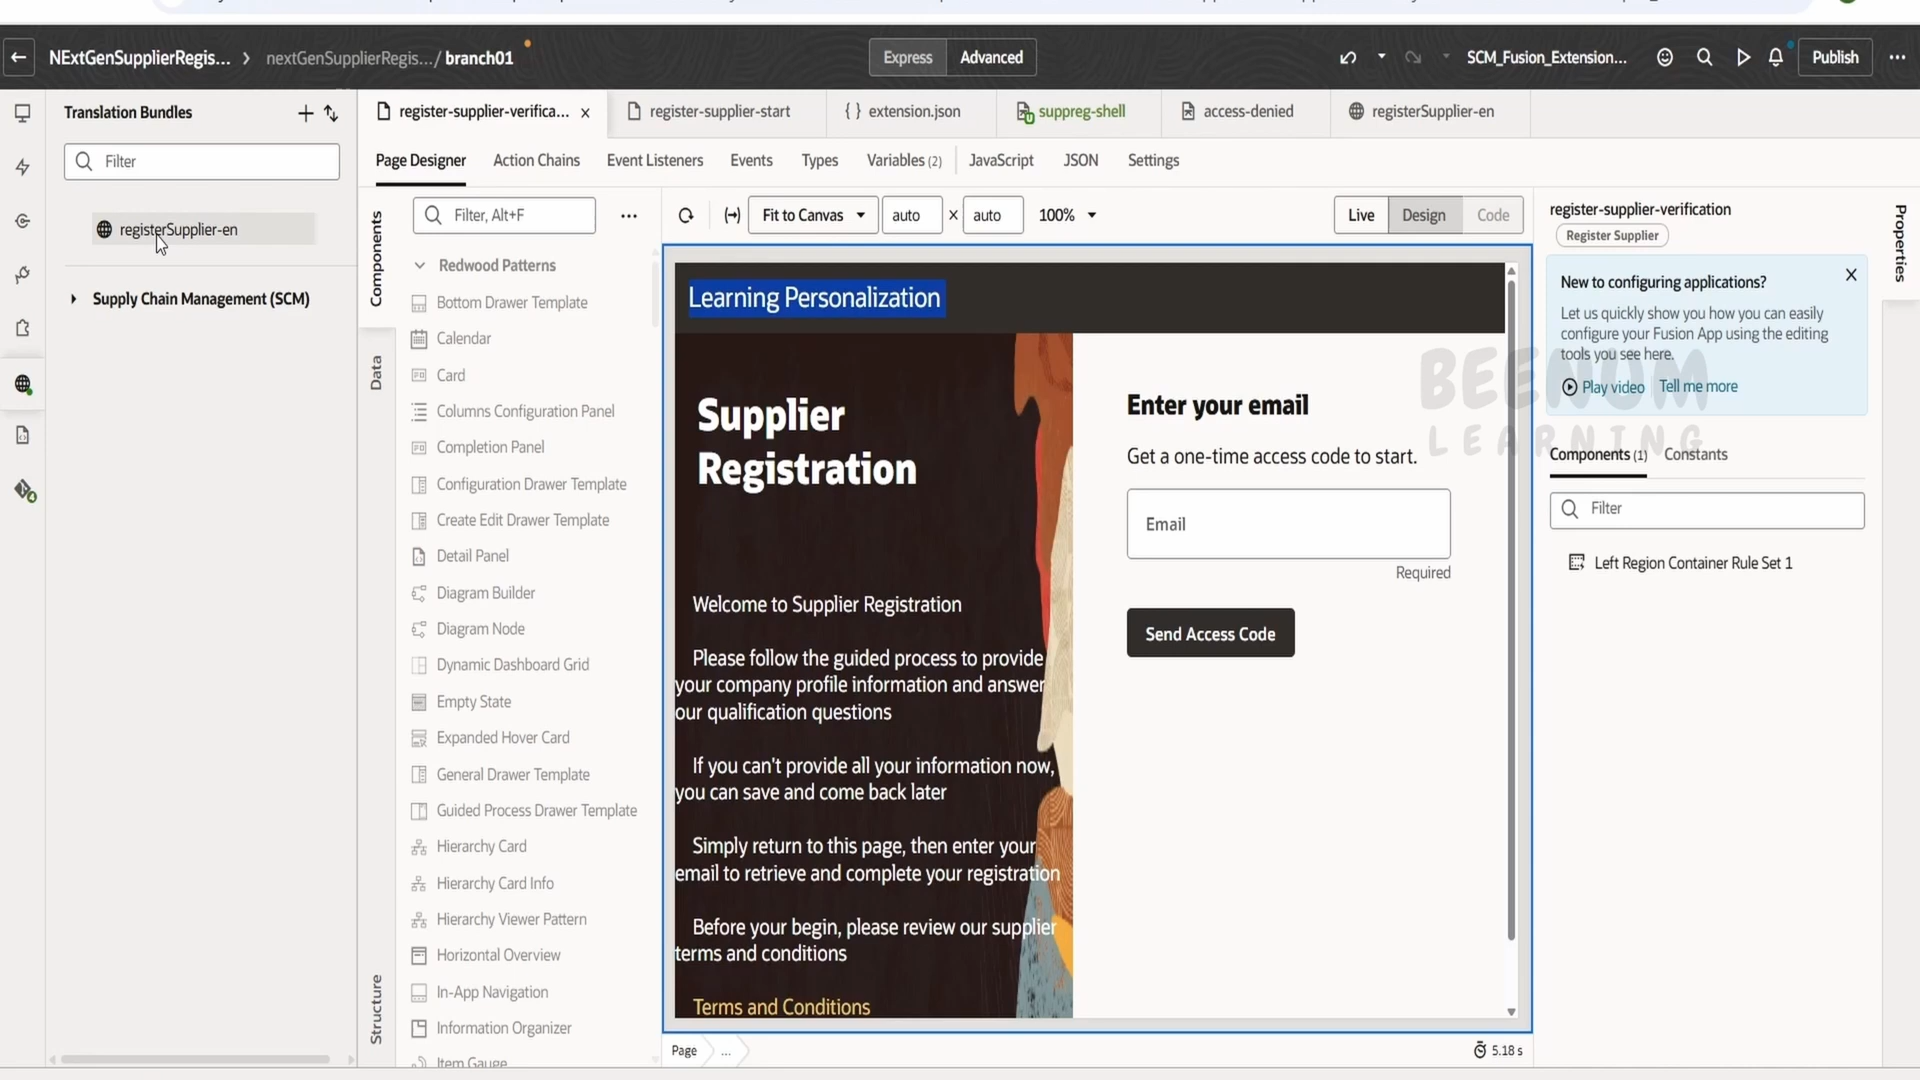 NExtGenSupplierRegis... > nextGenSupplierRegis.../ branch01
Express Advanced
SCM_Fusion_Extension...
Publish
Translation Bundles
Filter
registerSupplier-en
Supply Chain Management (SCM)
register-supplier-verifica...
register-supplier-start
{ } extension.json
suppreg-shell
access-denied
registerSupplier-en
Page Designer
Action Chains
Event Listeners
Events
Types
Variables (2)
JavaScript
JSON
Settings
Components
Data
Structure
Filter, Alt+F
Redwood Patterns
Bottom Drawer Template
Calendar
Card
Columns Configuration Panel
Completion Panel
Configuration Drawer Template
Create Edit Drawer Template
Detail Panel
Diagram Builder
Diagram Node
Dynamic Dashboard Grid
Empty State
Expanded Hover Card
General Drawer Template
Guided Process Drawer Template
Hierarchy Card
Hierarchy Card Info
Hierarchy Viewer Pattern
Horizontal Overview
In-App Navigation
Information Organizer
Item Gauge
Fit to Canvas
auto × auto
100%
Live Design Code
Learning Personalization
Supplier
Registration
Welcome to Supplier Registration
Please follow the guided process to provide
your company profile information and answer
our qualification questions
If you can't provide all your information now,
you can save and come back later
Simply return to this page, then enter your
email to retrieve and complete your registration
Before your begin, please review our supplier
terms and conditions
Terms and Conditions
Enter your email
Get a one-time access code to start.
Email
Required
Send Access Code
Page ...
5.18 s
register-supplier-verification
Register Supplier
Properties
New to configuring applications?
Let us quickly show you how you can easily
configure your Fusion App using the editing
tools you see here.
Play video Tell me more
BEENUM
LEARNING
Components (1) Constants
Filter
Left Region Container Rule Set 1